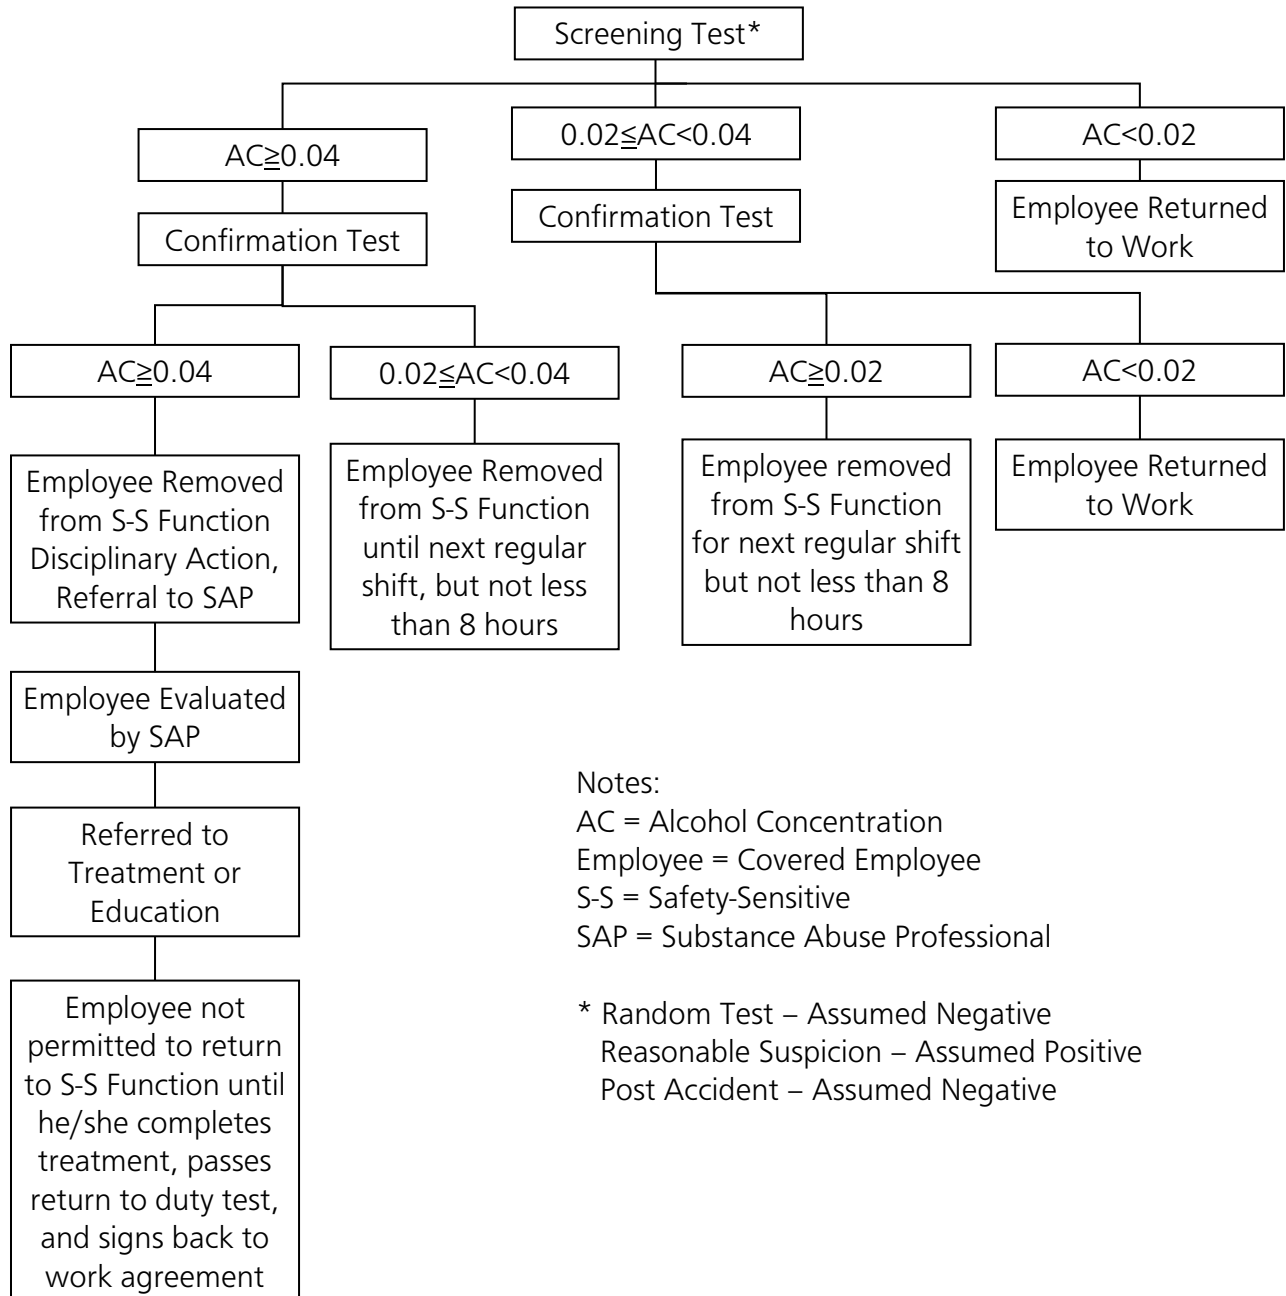 Screening Test*
AC≧0.04
0.02≦AC<0.04
AC<0.02
Confirmation Test
Confirmation Test
Employee Returned
to Work
AC≧0.04
0.02≦AC<0.04
AC≧0.02
AC<0.02
Employee Removed
from S-S Function
Disciplinary Action,
Referral to SAP
Employee Removed
from S-S Function
until next regular
shift, but not less
than 8 hours
Employee removed
from S-S Function
for next regular shift
but not less than 8
hours
Employee Returned
to Work
Employee Evaluated
by SAP
Referred to
Treatment or
Education
Employee not
permitted to return
to S-S Function until
he/she completes
treatment, passes
return to duty test,
and signs back to
work agreement
Notes:
AC = Alcohol Concentration
Employee = Covered Employee
S-S = Safety-Sensitive
SAP = Substance Abuse Professional
* Random Test – Assumed Negative
Reasonable Suspicion – Assumed Positive
Post Accident – Assumed Negative